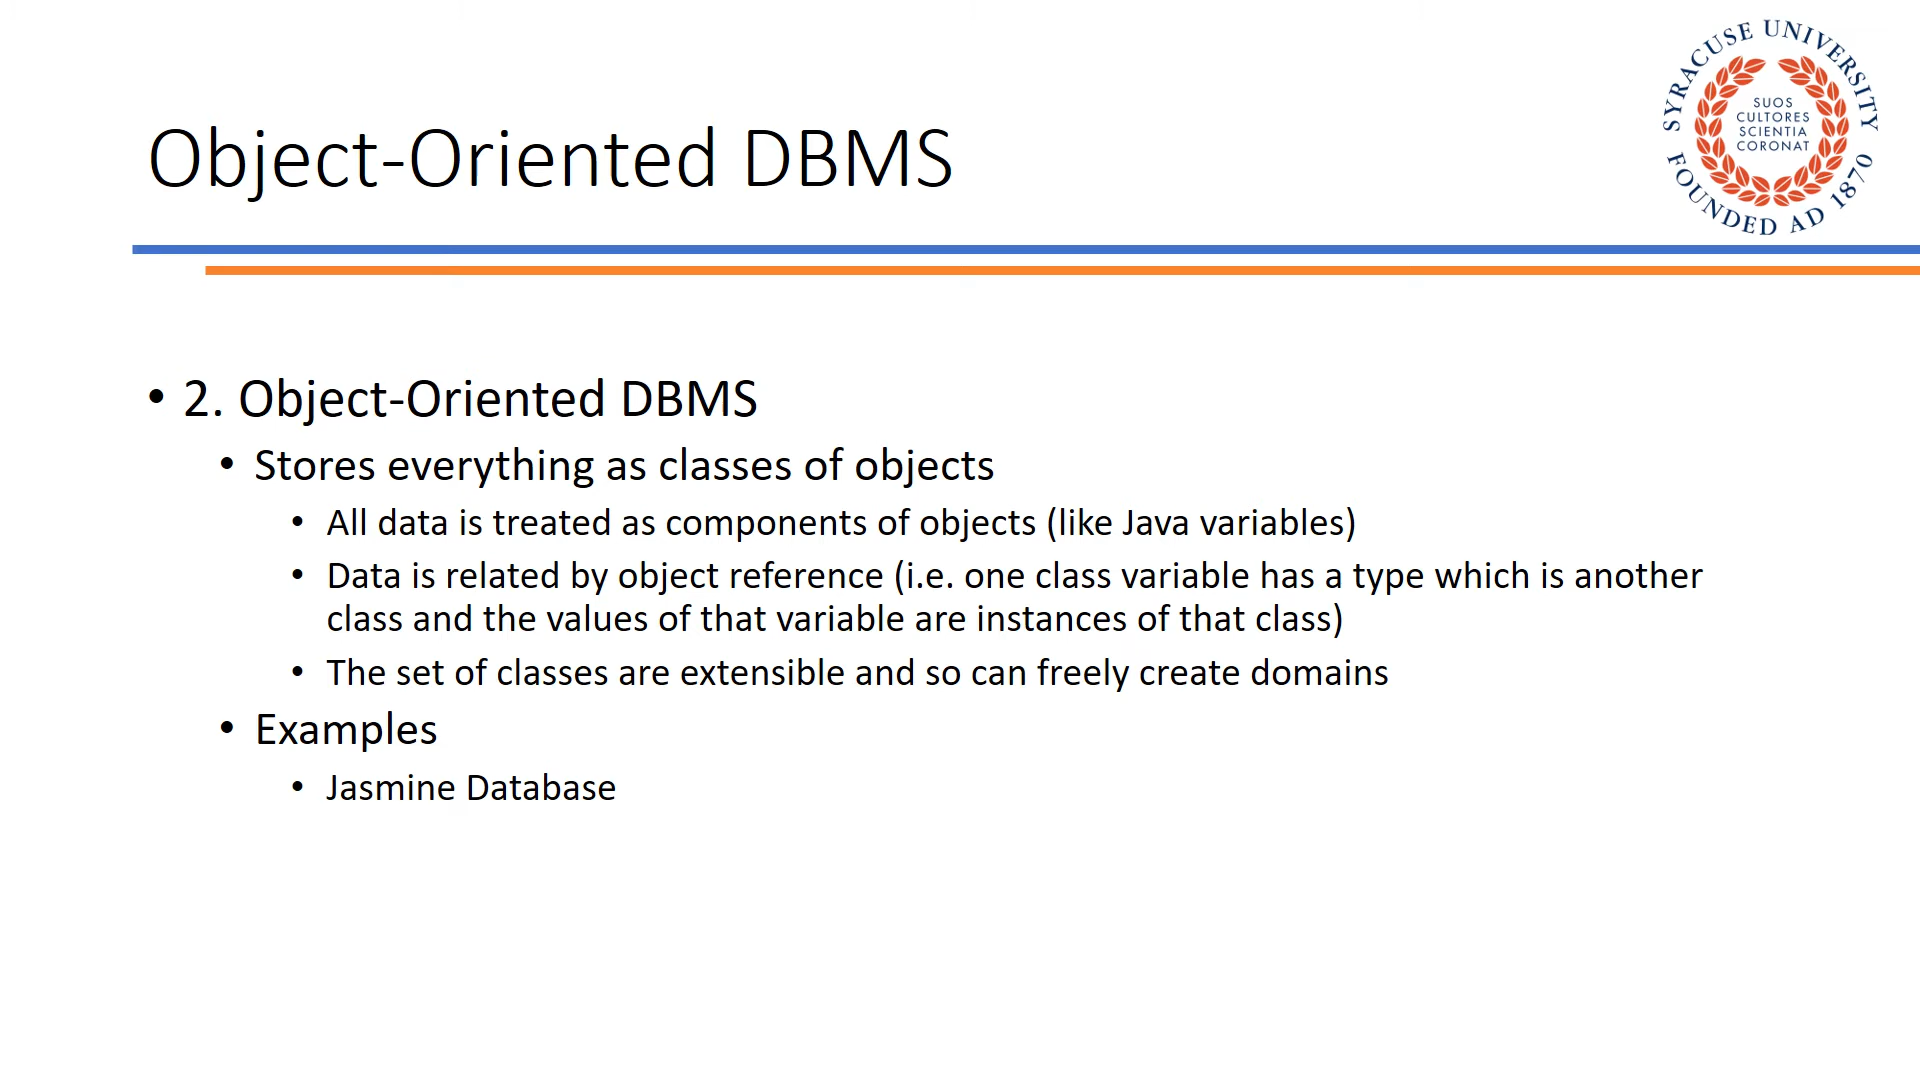 Object-Oriented DBMS
SYRACUSE UNIVERSITY
FOUNDED AD 1870
SUOS
CULTORES
SCIENTIA
CORONAT
• 2. Object-Oriented DBMS
• Stores everything as classes of objects
• All data is treated as components of objects (like Java variables)
• Data is related by object reference (i.e. one class variable has a type which is another
class and the values of that variable are instances of that class)
• The set of classes are extensible and so can freely create domains
• Examples
• Jasmine Database